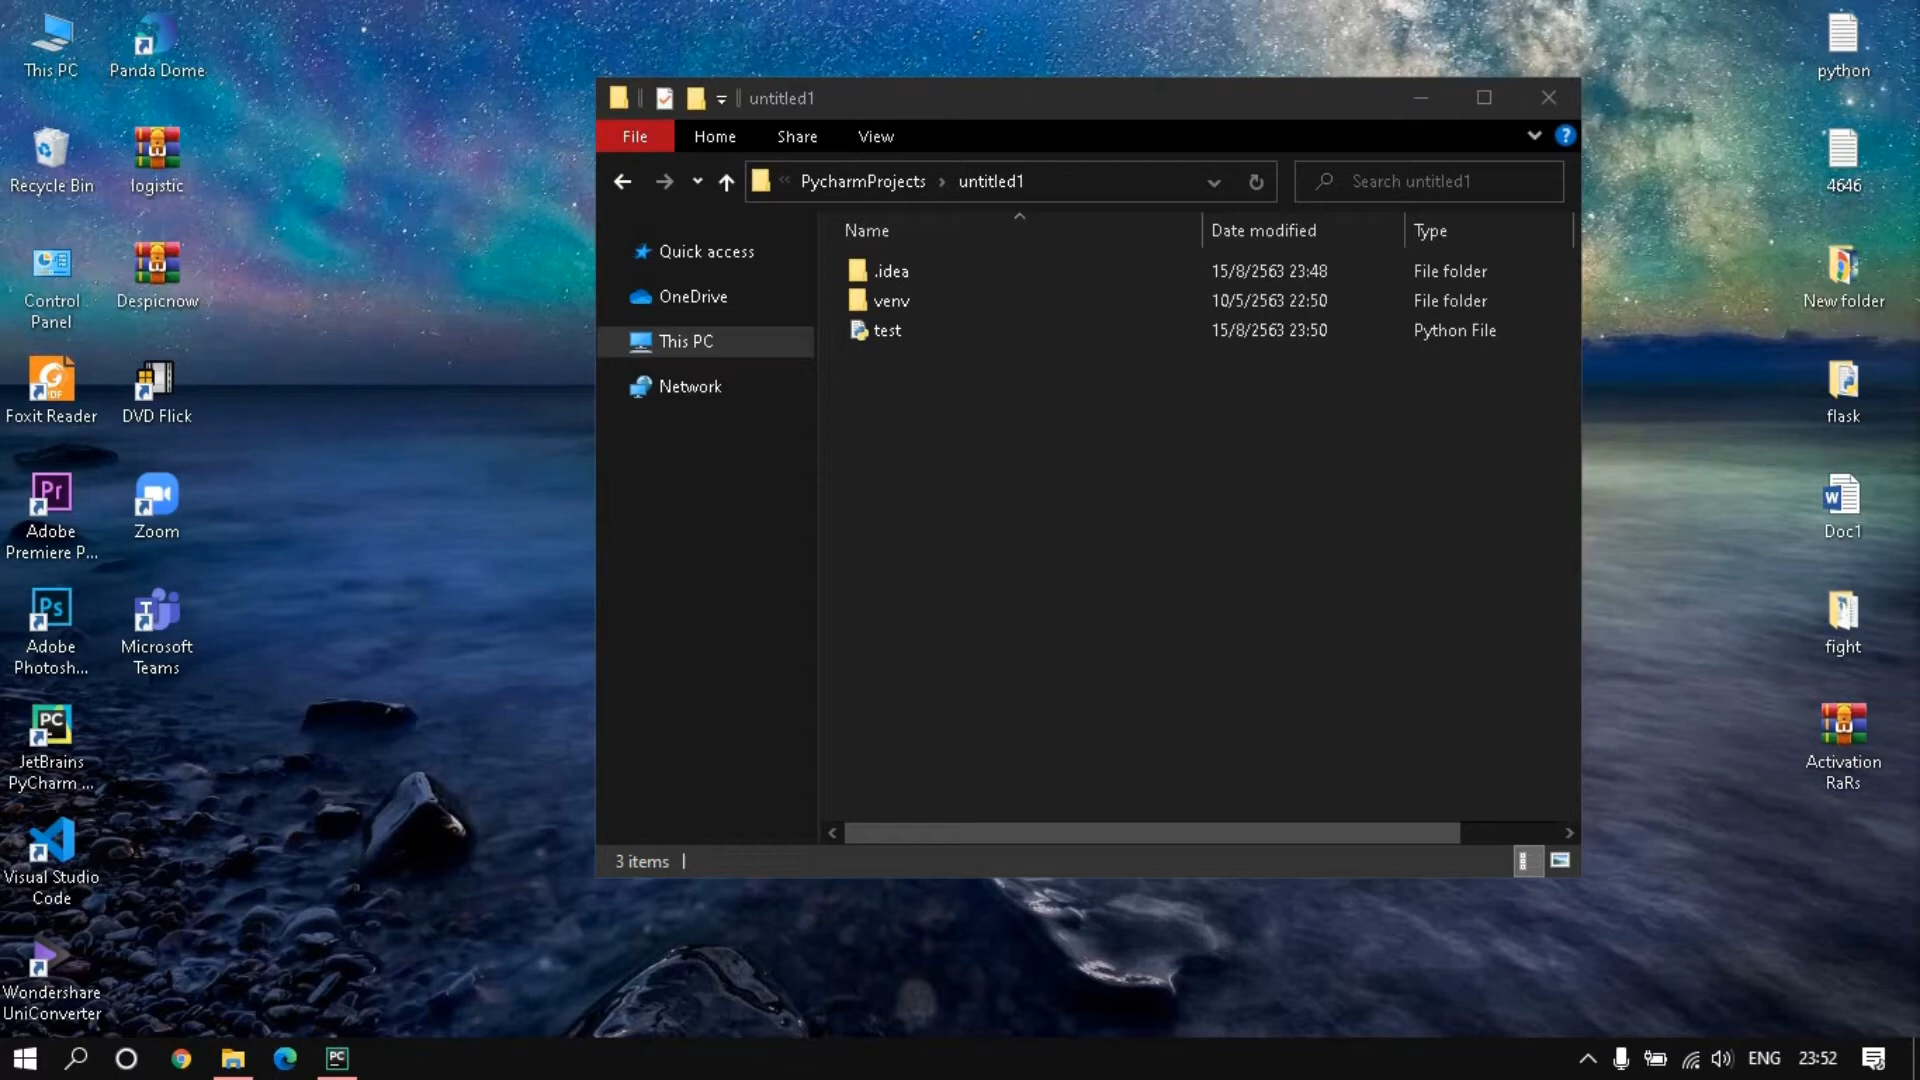 This PC
Panda Dome
Recycle Bin
logistic
Control
Panel
Despicnow
Foxit Reader
DVD Flick
Adobe
Premiere P...
Zoom
Adobe
Photosh...
Microsoft
Teams
JetBrains
PyCharm ...
Visual Studio
Code
Wondershare
UniConverter
untitled1
File
Home
Share
View
PycharmProjects
untitled1
Search untitled1
Quick access
OneDrive
This PC
Network
Name
Date modified
Type
.idea
15/8/2563 23:48
File folder
venv
10/5/2563 22:50
File folder
test
15/8/2563 23:50
Python File
3 items
python
4646
New folder
flask
Doc1
fight
Activation
RaRs
ENG
23:52